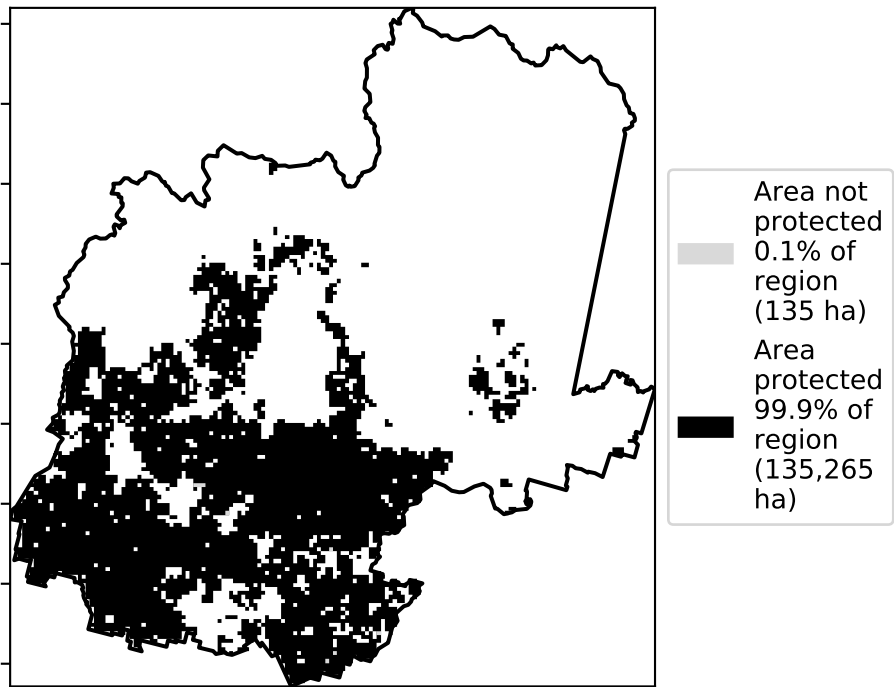 Area not
protected
0.1% of
region
(135 ha)
Area
protected
99.9% of
region
(135,265
ha)